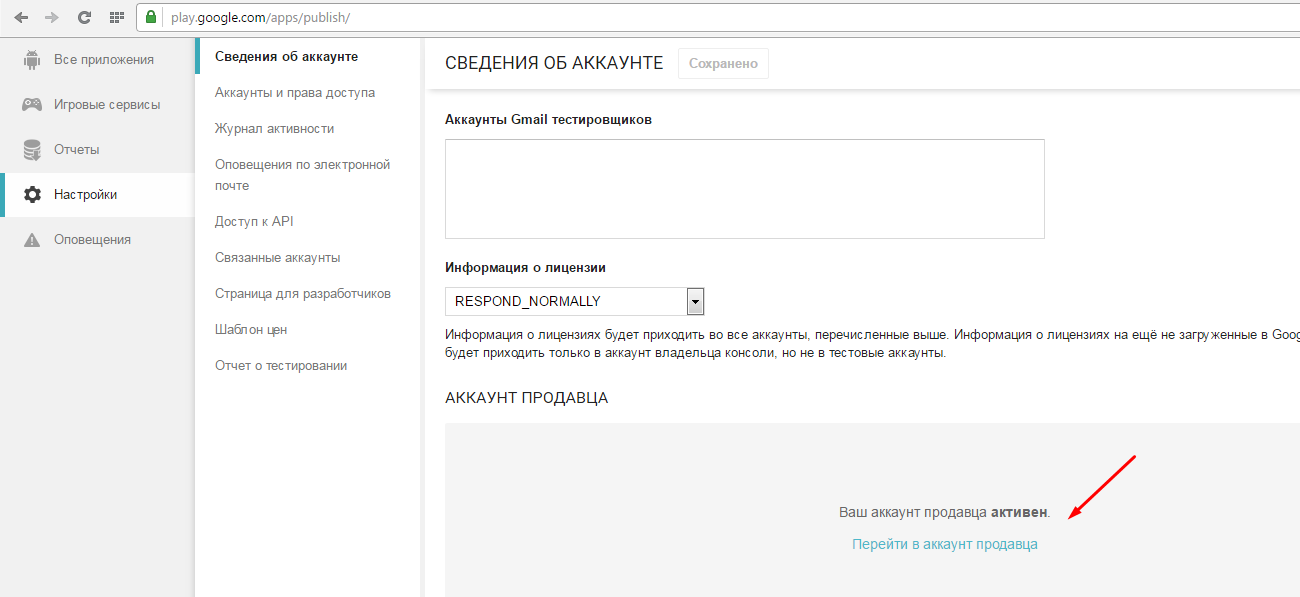 play.google.com/apps/publish/
Все приложения
Игровые сервисы
Отчеты
Настройки
Оповещения
Сведения об аккаунте
Аккаунты и права доступа
Журнал активности
Оповещения по электронной
почте
Доступ к API
Связанные аккаунты
Страница для разработчиков
Шаблон цен
Отчет о тестировании
СВЕДЕНИЯ ОБ АККАУНТЕ
Сохранено
Аккаунты Gmail тестировщиков
Информация о лицензии
RESPOND_NORMALLY
Информация о лицензиях будет приходить во все аккаунты, перечисленные выше. Информация о лицензиях на ещё не загруженные в Goog
будет приходить только в аккаунт владельца консоли, но не в тестовые аккаунты.
АККАУНТ ПРОДАВЦА
Ваш аккаунт продавца активен.
Перейти в аккаунт продавца